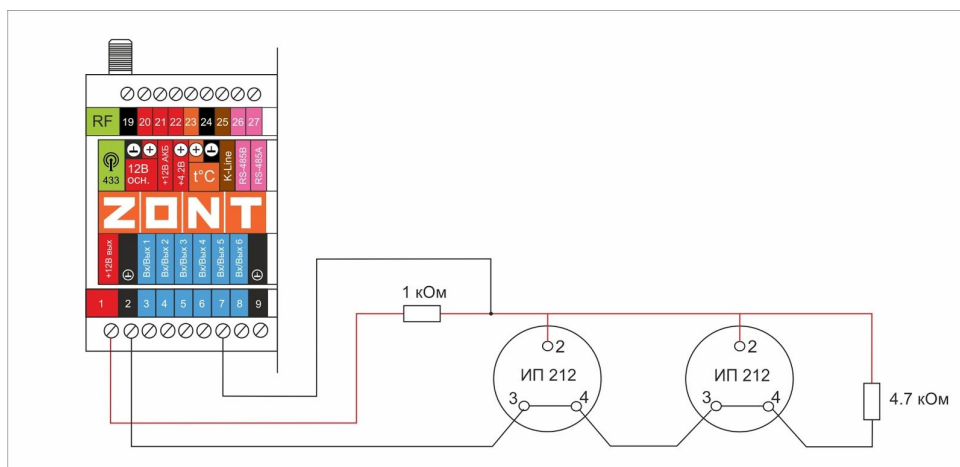 RF 19 20 21 22 23 24 25 26 27
433
12В осн.
+12В АКБ
+4.2В
t°C
K-Line
RS-485B
RS-485A
ZONT
+12В вых
Вх/Вых 1
Вх/Вых 2
Вх/Вых 3
Вх/Вых 4
Вх/Вых 5
Вх/Вых 6
1 2 3 4 5 6 7 8 9
1 кОм
2
ИП 212
3 4
2
ИП 212
3 4
4.7 кОм